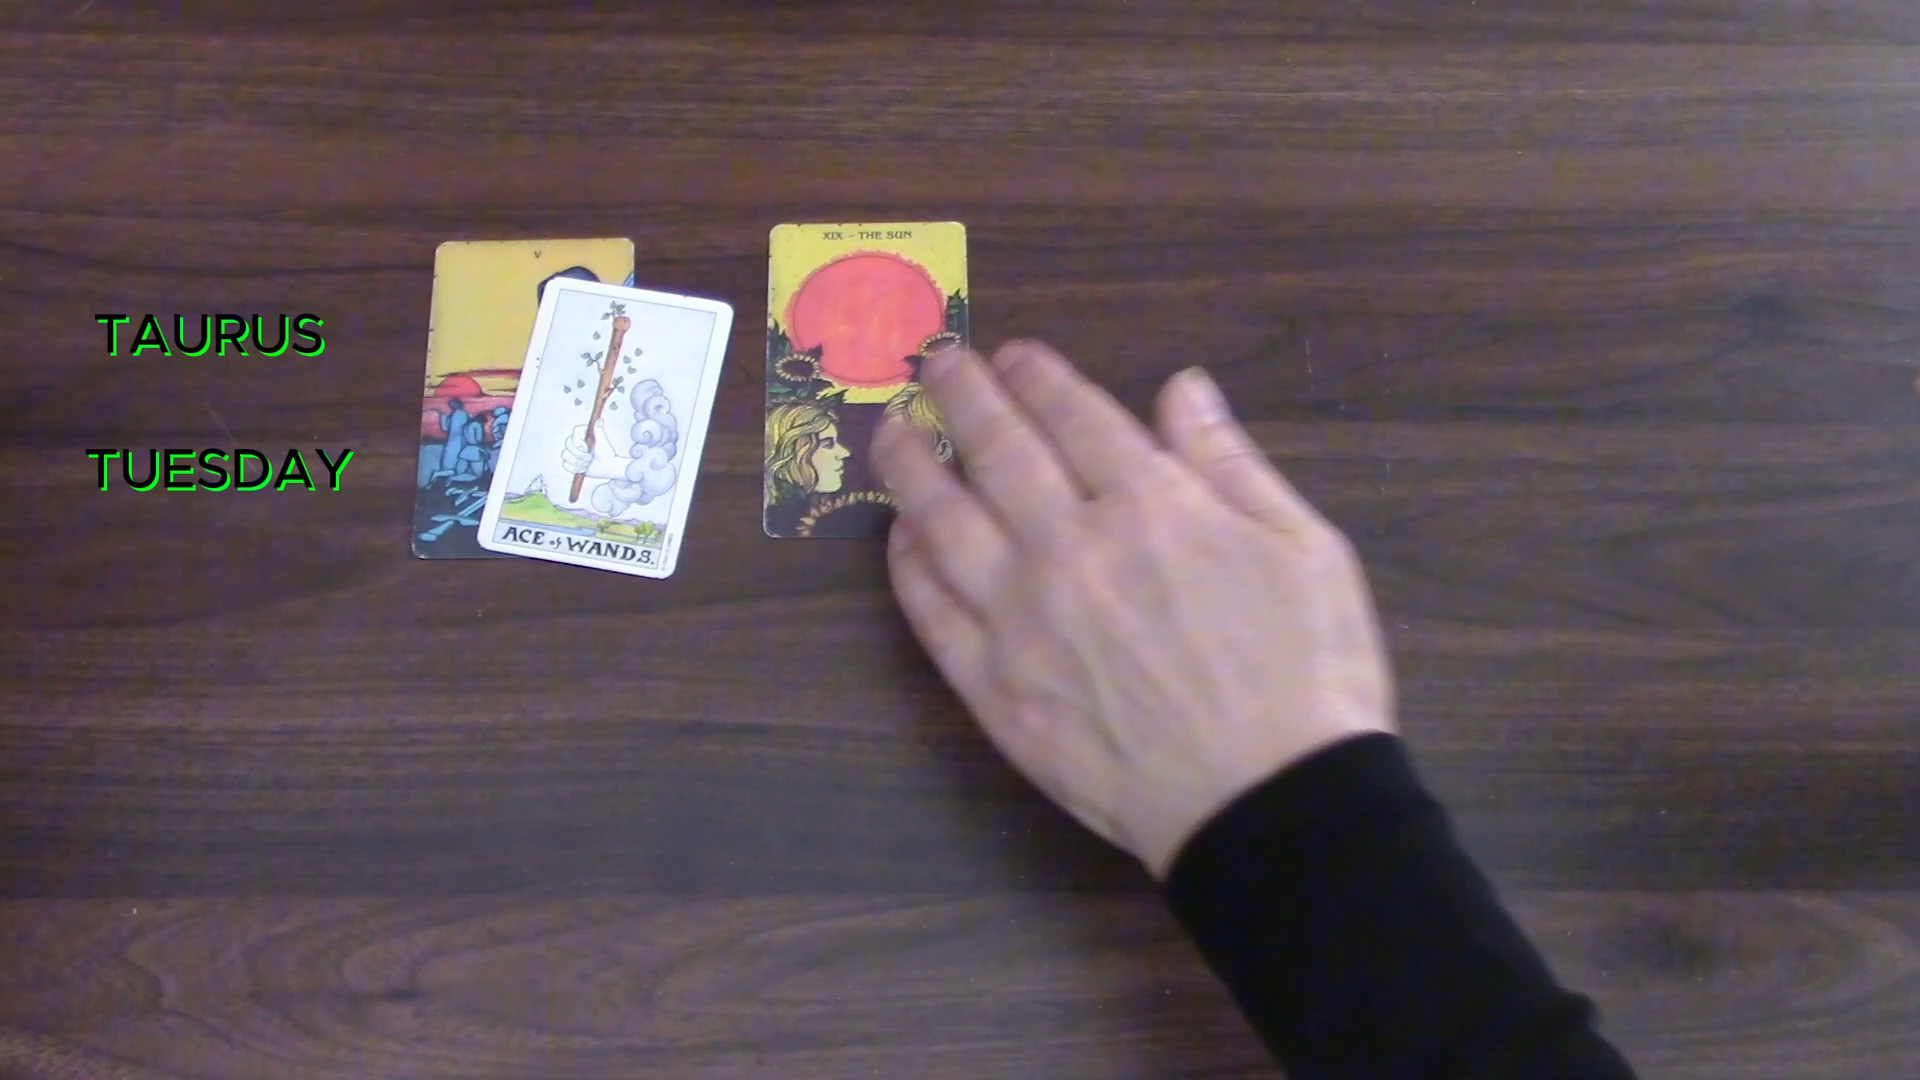 TAURUS
TUESDAY
V
XIX - THE SUN
ACE of WANDS.